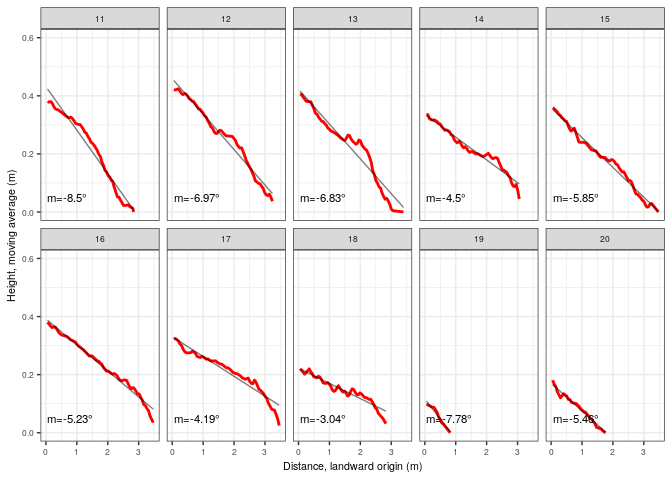 11 12 13 14 15
0.6
0.4
0.2
0.0
m=-8.5° m=-6.97° m=-6.83° m=-4.5° m=-5.85°
16 17 18 19 20
0.6
0.4
0.2
0.0
m=-5.23° m=-4.19° m=-3.04° m=-7.78° m=-5.46°
0 1 2 3 0 1 2 3 0 1 2 3 0 1 2 3 0 1 2 3
Distance, landward origin (m)
Height, moving average (m)